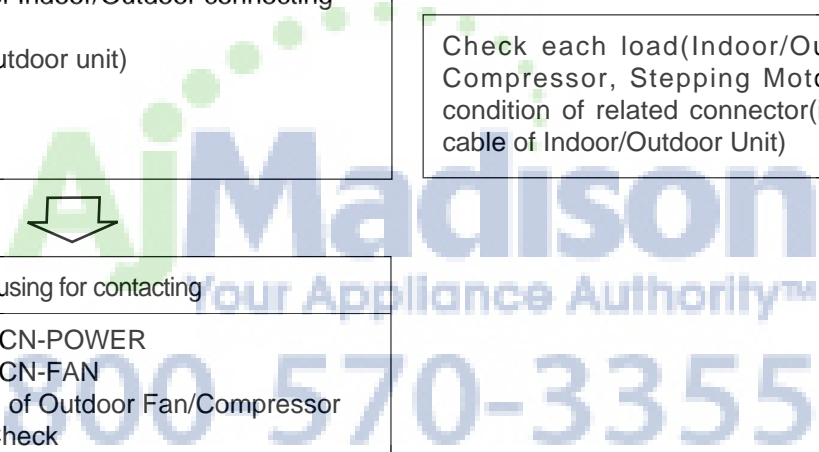 Indoor/Outdoor connecting
utdoor unit)
Check each load(Indoor/Ou
Compressor, Stepping Moto
condition of related connector(i
cable of Indoor/Outdoor Unit)
using for contacting
CN-POWER
CN-FAN
of Outdoor Fan/Compressor
Check
AjMadison
Your Appliance Authority™
800-570-3355